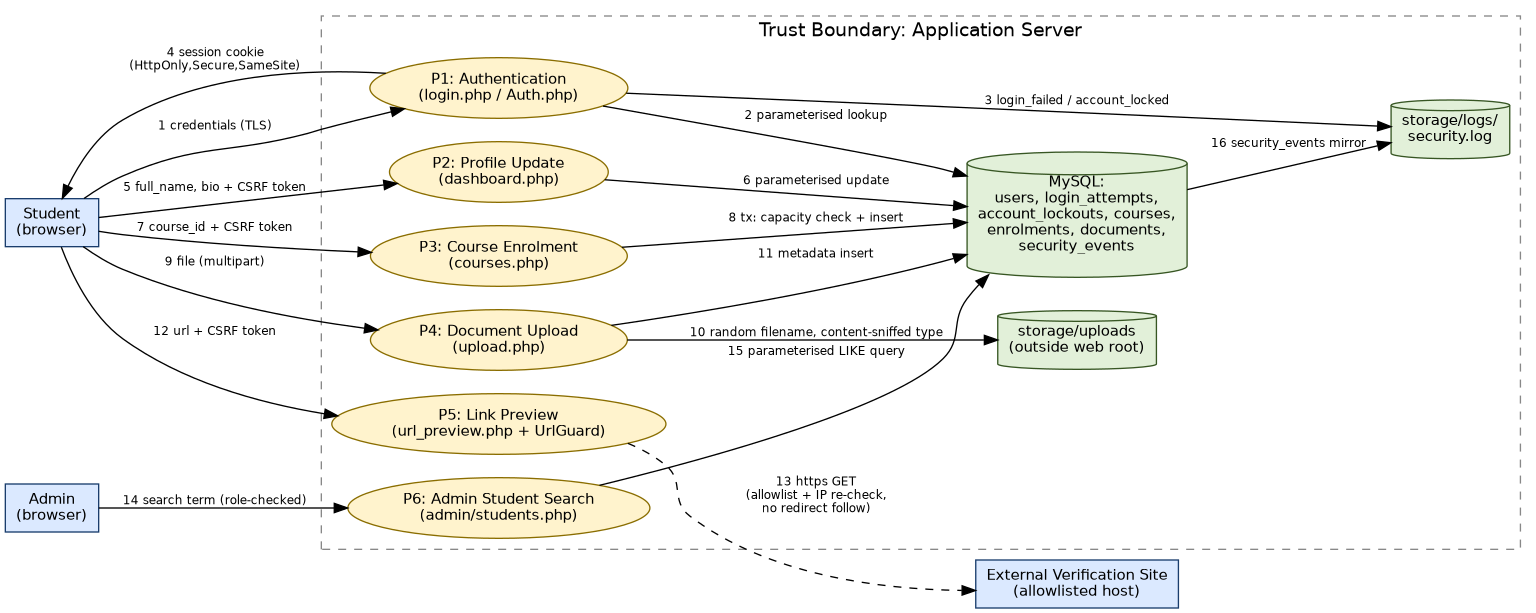 Trust Boundary: Application Server
4 session cookie
(HttpOnly,Secure,SameSite)
P1: Authentication
(login.php / Auth.php)
3 login_failed / account_locked
storage/logs/
security.log
1 credentials (TLS)
2 parameterised lookup
16 security_events mirror
P2: Profile Update
(dashboard.php)
5 full_name, bio + CSRF token
6 parameterised update
MySQL:
users, login_attempts,
account_lockouts, courses,
enrolments, documents,
security_events
Student
(browser)
7 course_id + CSRF token
8 tx: capacity check + insert
P3: Course Enrolment
(courses.php)
9 file (multipart)
11 metadata insert
12 url + CSRF token
P4: Document Upload
(upload.php)
10 random filename, content-sniffed type
15 parameterised LIKE query
storage/uploads
(outside web root)
P5: Link Preview
(url_preview.php + UrlGuard)
Admin
(browser)
14 search term (role-checked)
P6: Admin Student Search
(admin/students.php)
13 https GET
(allowlist + IP re-check,
no redirect follow)
External Verification Site
(allowlisted host)